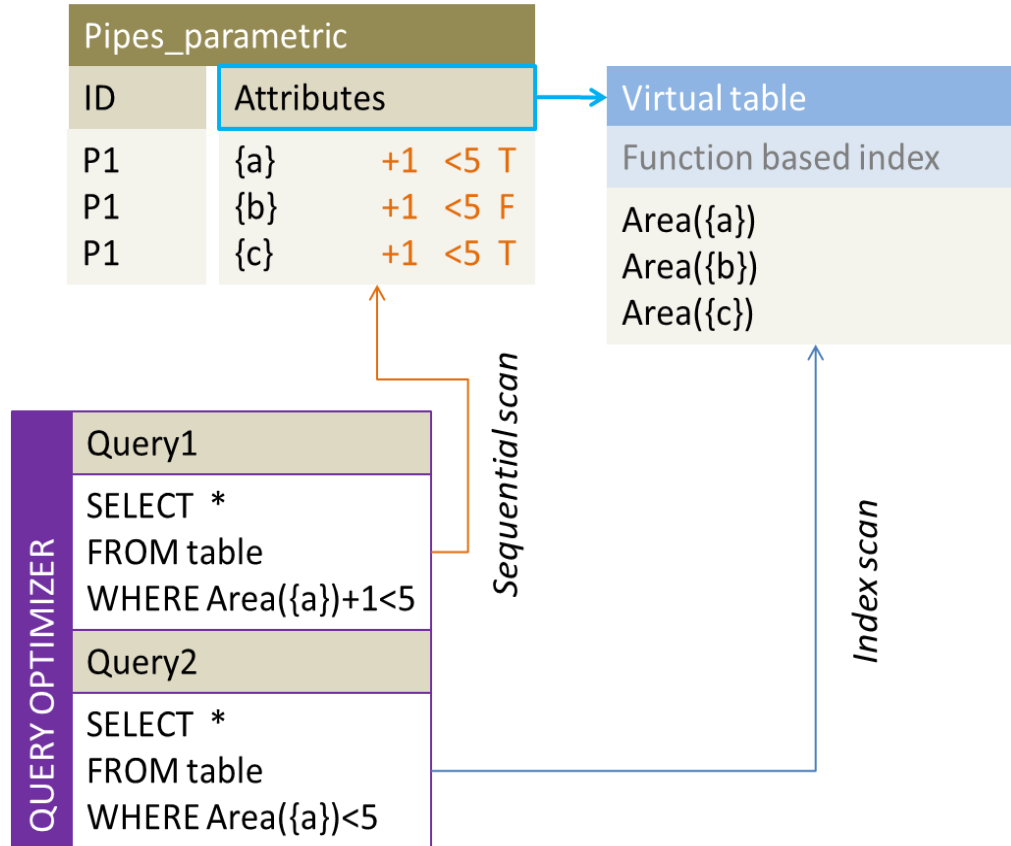 Pipes_parametric
ID Attributes
P1 {a} +1 <5 T
P1 {b} +1 <5 F
P1 {c} +1 <5 T
Virtual table
Function based index
Area({a})
Area({b})
Area({c})
Sequential scan
Index scan
QUERY OPTIMIZER
Query1
SELECT *
FROM table
WHERE Area({a})+1<5
Query2
SELECT *
FROM table
WHERE Area({a})<5